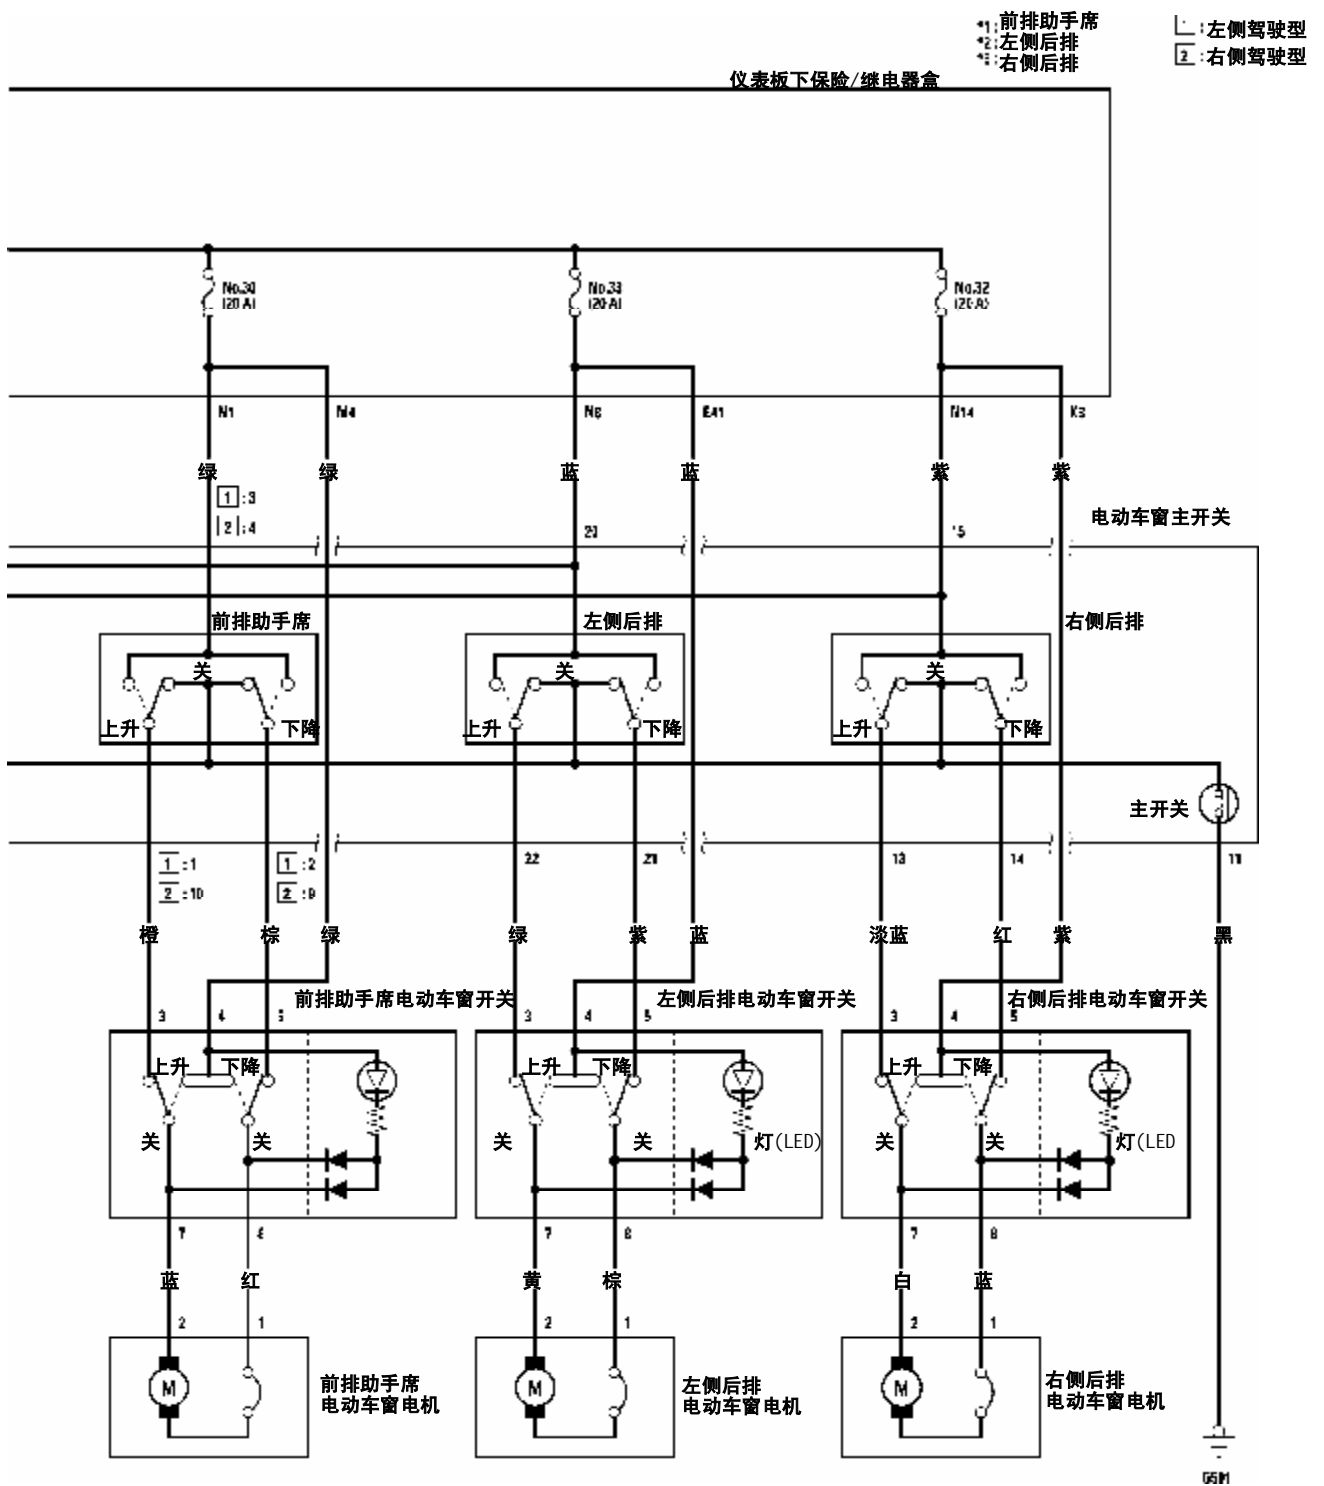 *1:前排助手席
*2:左侧后排
右侧后排
:左侧驾驶型
2:右侧驾驶型
仪表板下保险/继电器盒
No.30
(20 A)
No.33
(20 A)
No.32
(20 A)
N1
N8
E41
N14
绿
绿
蓝
蓝
紫
紫
1:3
2:4
15
电动车窗主开关
前排助手席
左侧后排
右侧后排
关
关
关
上升
下降
上升
下降
上升
下降
主开关
1:1
1:2
22
21
13
14
11
2:10
2:9
橙
棕
绿
绿
紫
蓝
淡蓝
红
紫
黑
前排助手席电动车窗开关
左侧后排电动车窗开关
右侧后排电动车窗开关
3
4
3
4
5
3
4
5
上升
下降
上升
下降
上升
下降
关
关
关
关
灯(LED)
关
关
灯(LED
7
7
8
7
8
蓝
红
黄
棕
白
蓝
2
1
2
1
2
1
M
M
M
前排助手席
电动车窗电机
左侧后排
电动车窗电机
右侧后排
电动车窗电机